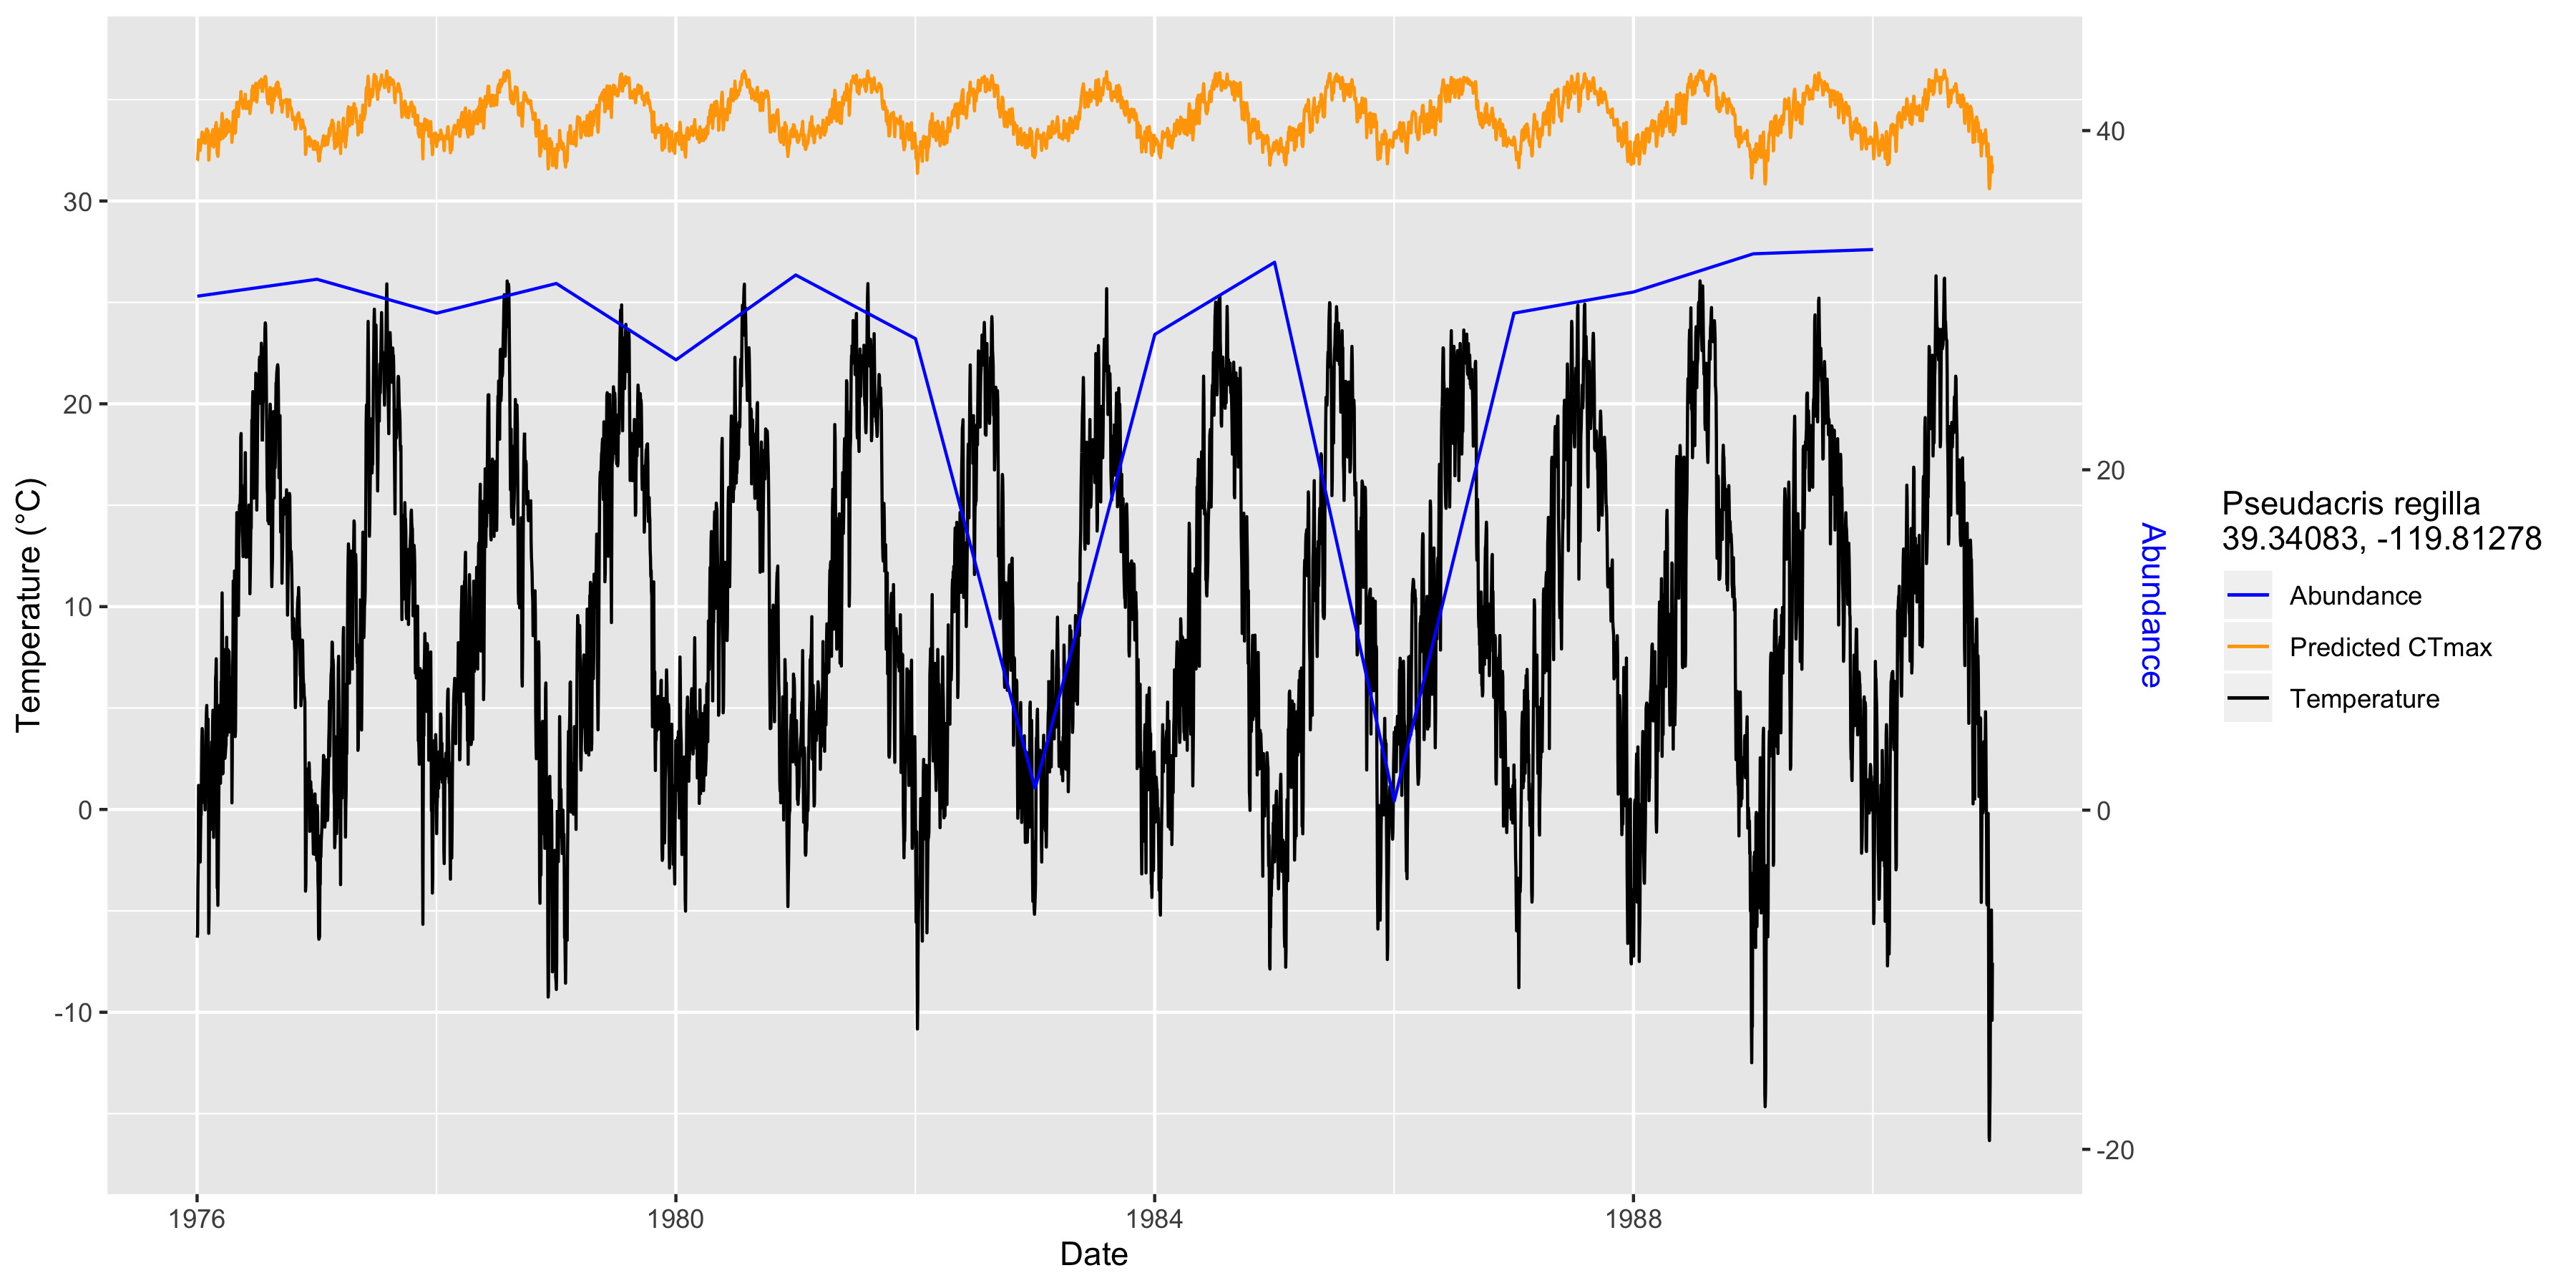 Temperature (°C)
30
20
10
0
-10
40
20
0
-20
Abundance
1976
1980
1984
1988
Date
Pseudacris regilla
39.34083, -119.81278
Abundance
Predicted CTmax
Temperature